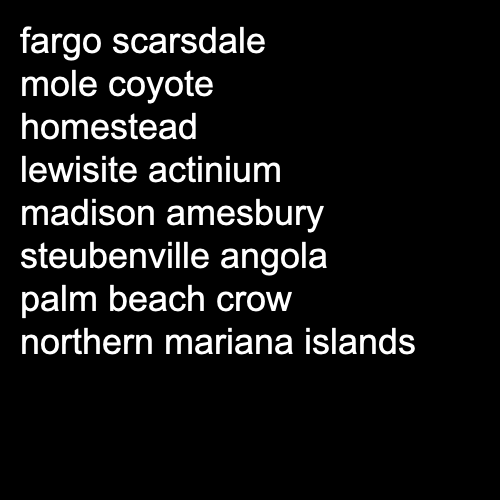 fargo scarsdale
mole coyote
homestead
lewisite actinium
madison amesbury
steubenville angola
palm beach crow
northern mariana islands